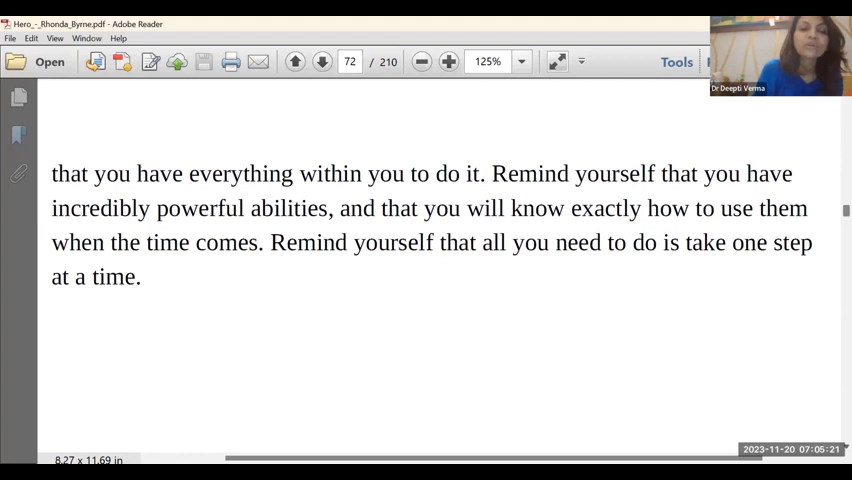 Hero_-_Rhonda_Byrne.pdf - Adobe Reader
File Edit View Window Help
Open 72 / 210 125% Tools
Dr Deepti Verma
that you have everything within you to do it. Remind yourself that you have
incredibly powerful abilities, and that you will know exactly how to use them
when the time comes. Remind yourself that all you need to do is take one step
at a time.
2023-11-20 07:05:21
8.27 x 11.69 in